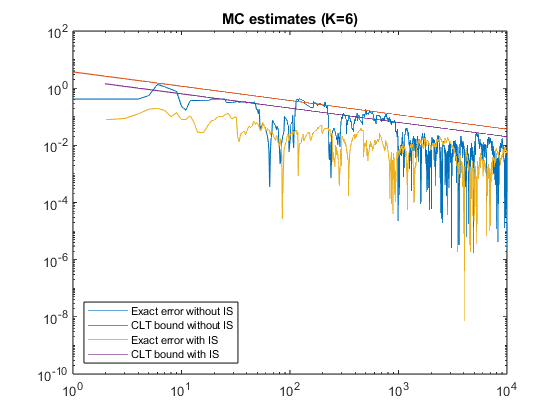 MC estimates (K=6)
10^2
10^0
10^-2
10^-4
10^-6
10^-8
10^-10
Exact error without IS
CLT bound without IS
Exact error with IS
CLT bound with IS
10^0 10^1 10^2 10^3 10^4